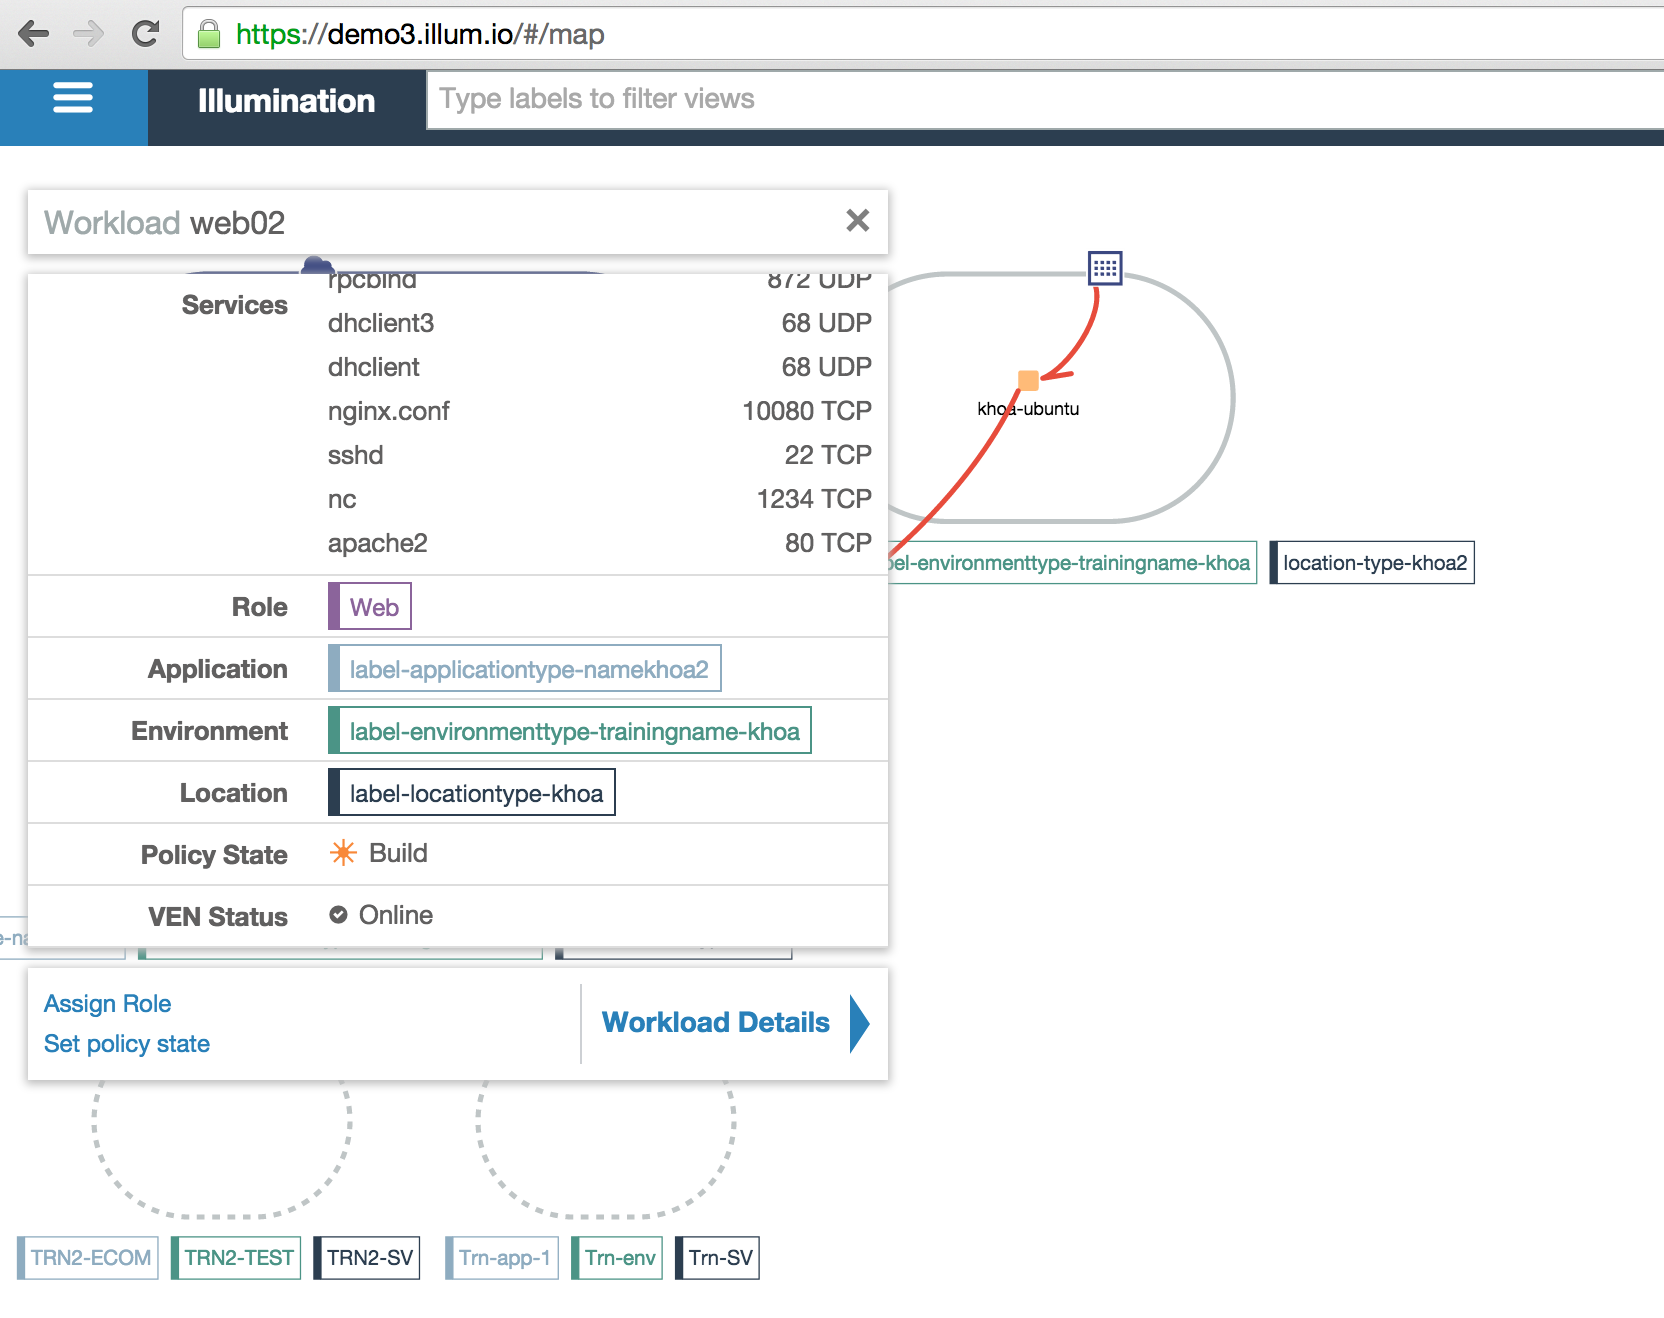 https://demo3.illum.io/#/map
Illumination
Type labels to filter views
Workload web02
Services
rpcbind 872 UDP
dhclient3 68 UDP
dhclient 68 UDP
nginx.conf 10080 TCP
sshd 22 TCP
nc 1234 TCP
apache2 80 TCP
Role Web
Application label-applicationtype-namekhoa2
Environment label-environmenttype-trainingname-khoa
Location label-locationtype-khoa
Policy State Build
VEN Status Online
Assign Role
Set policy state
Workload Details
khoa-ubuntu
bel-environmenttype-trainingname-khoa location-type-khoa2
TRN2-ECOM TRN2-TEST TRN2-SV Trn-app-1 Trn-env Trn-SV